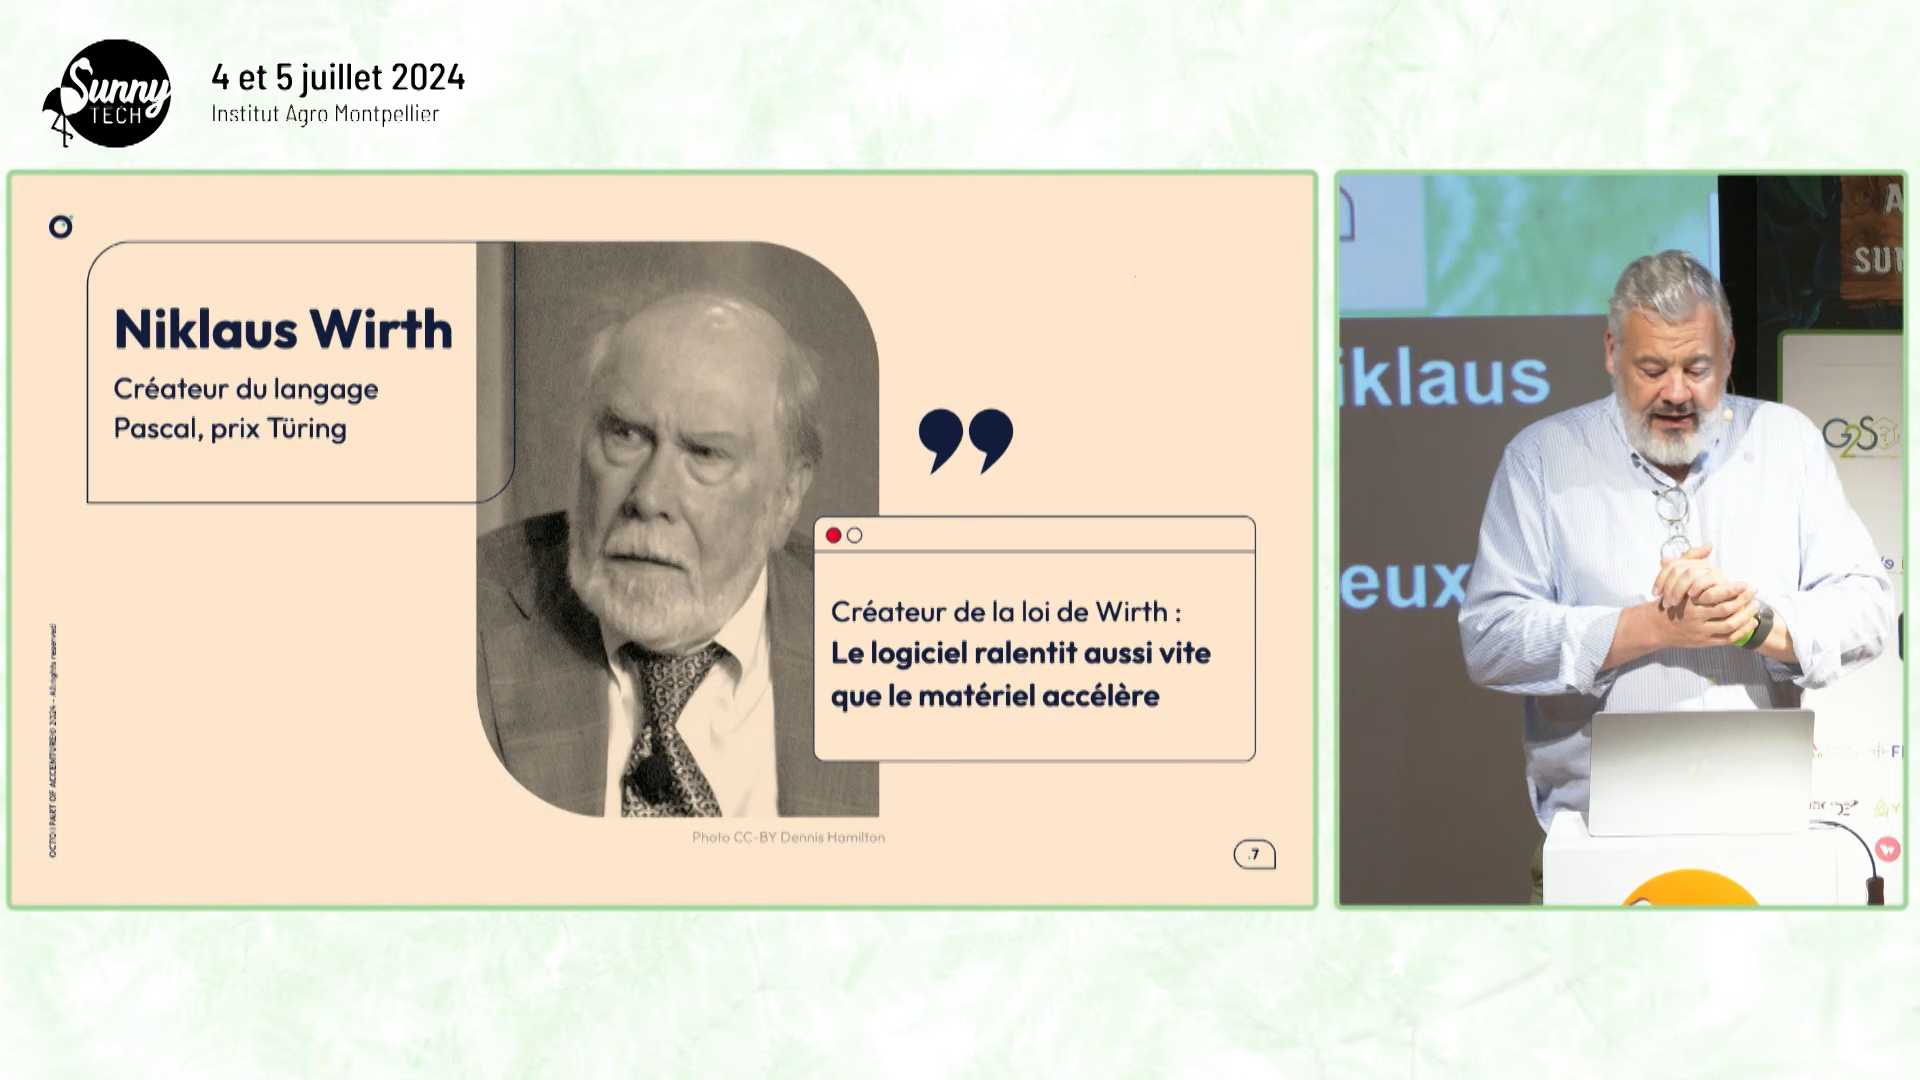 Sunny
TECH
4 et 5 juillet 2024
Institut Agro Montpellier
Niklaus Wirth
Créateur du langage
Pascal, prix Türing
Créateur de la loi de Wirth :
Le logiciel ralentit aussi vite
que le matériel accélère
Photo CC-BY Dennis Hamilton
.7
iklaus
eux
A
SUN
G2S